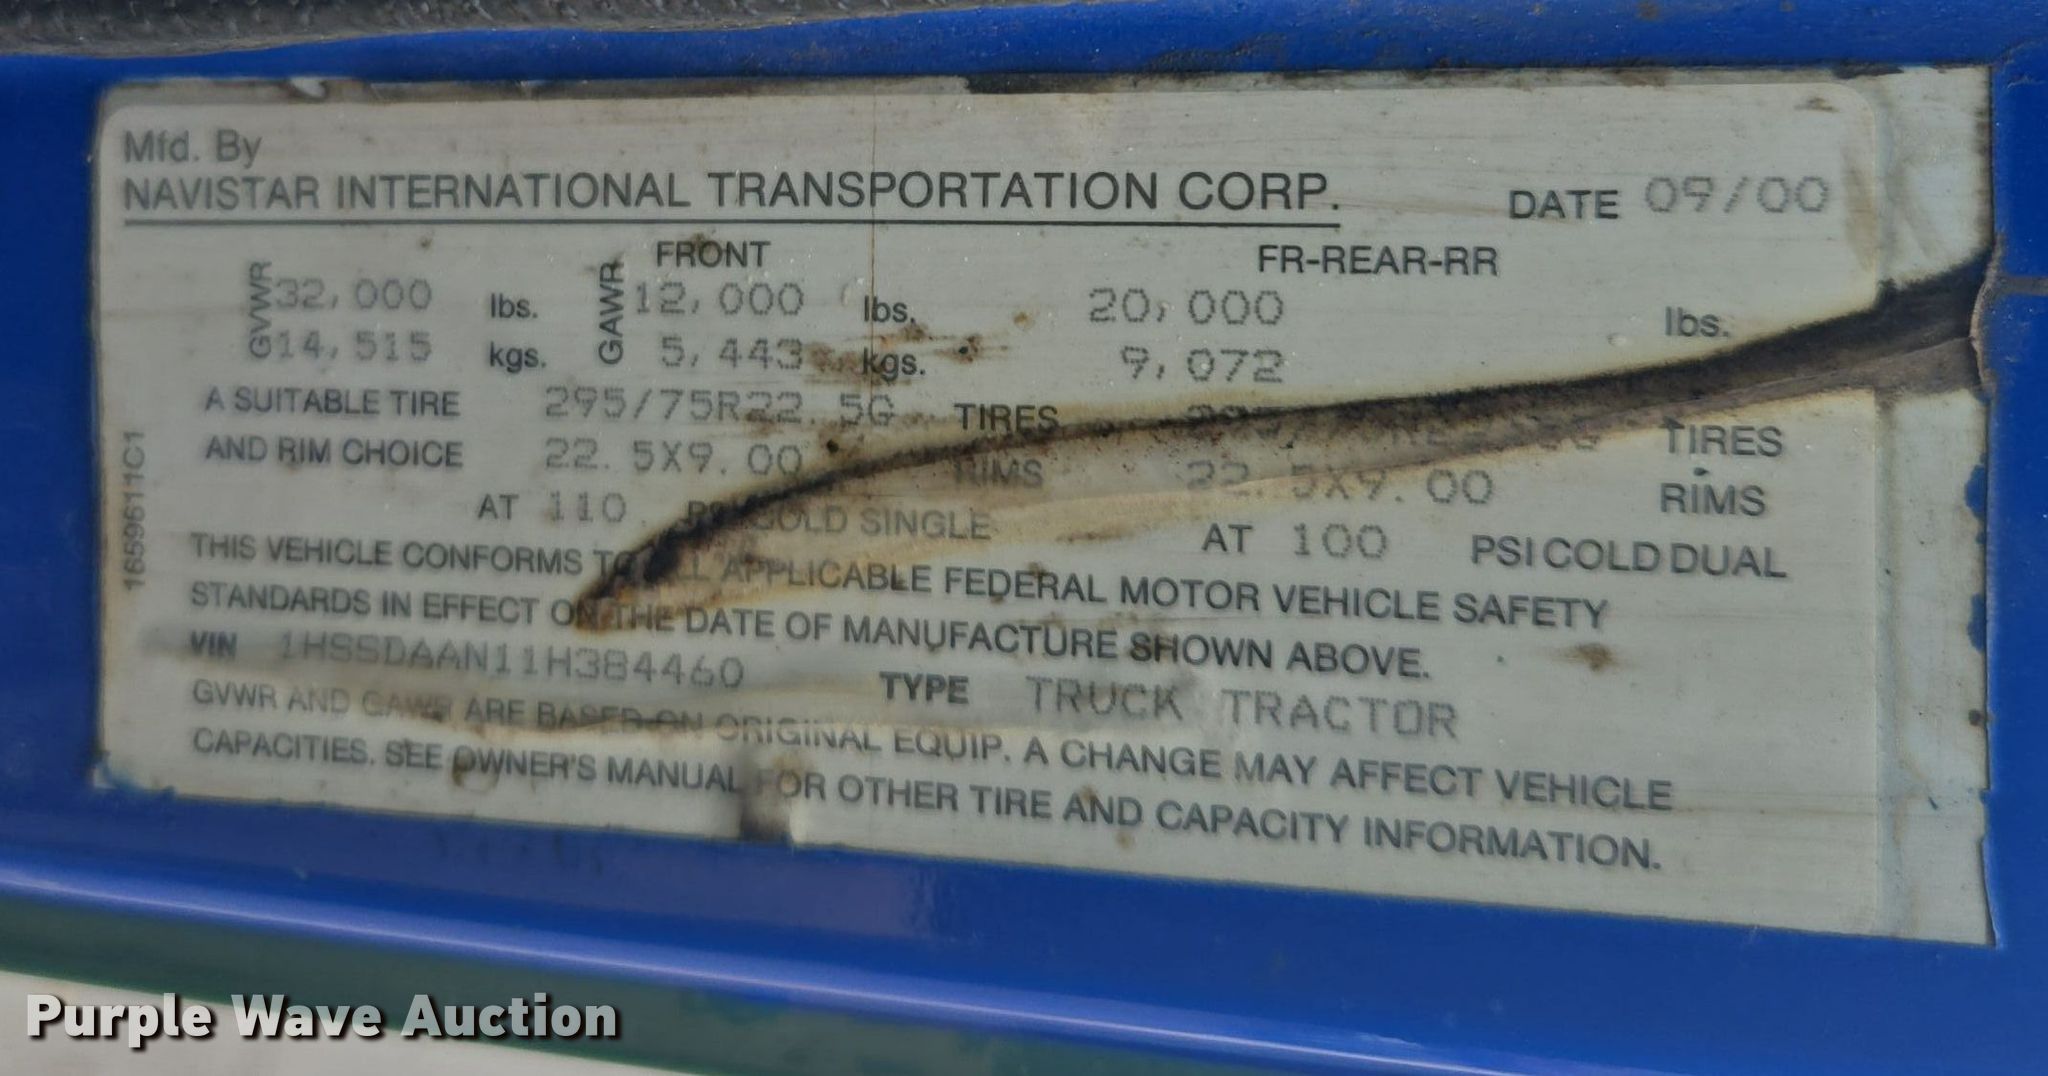 Mfd. By
NAVISTAR INTERNATIONAL TRANSPORTATION CORP. DATE 09/00
FRONT FR-REAR-RR
GVWR 32,000 lbs. GAWR 12,000 lbs. 20,000 lbs.
14,515 kgs. 5,443 kgs. 9,072
A SUITABLE TIRE 295/75R22.5G TIRES TIRES
AND RIM CHOICE 22.5X9.00 RIMS 22.5X9.00 RIMS
AT 110 PSI COLD SINGLE AT 100 PSI COLD DUAL
THIS VEHICLE CONFORMS TO ALL APPLICABLE FEDERAL MOTOR VEHICLE SAFETY
STANDARDS IN EFFECT ON THE DATE OF MANUFACTURE SHOWN ABOVE.
VIN 1HSSDAAN11H384460 TYPE TRUCK TRACTOR
GVWR AND GAWR ARE BASED ON ORIGINAL EQUIP. A CHANGE MAY AFFECT VEHICLE
CAPACITIES. SEE OWNER'S MANUAL FOR OTHER TIRE AND CAPACITY INFORMATION.
1659611C1
Purple Wave Auction